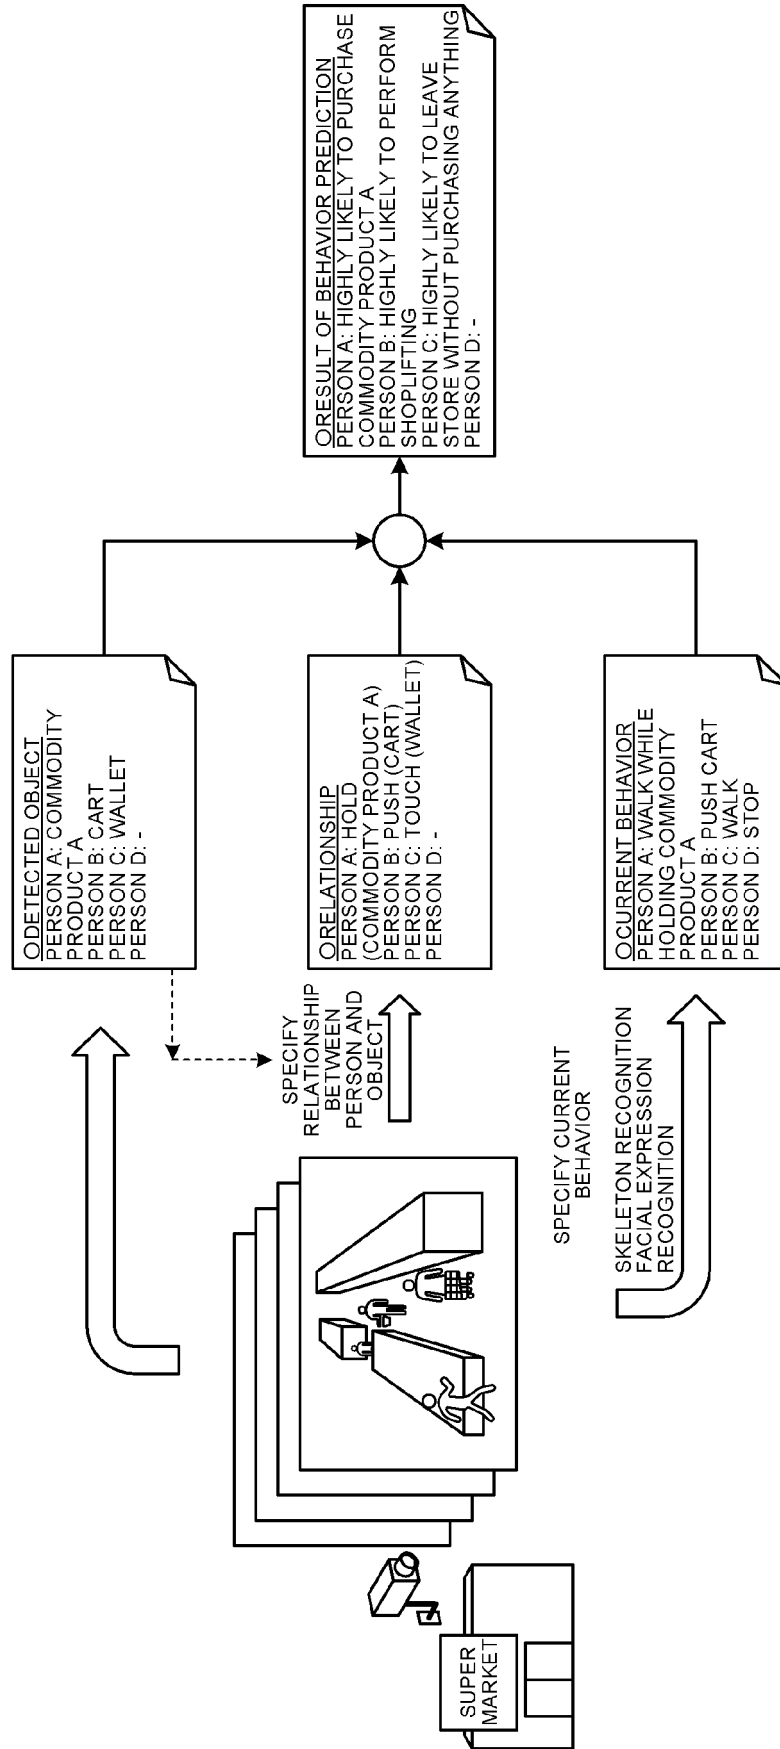 SUPER
MARKET
○DETECTED OBJECT
PERSON A: COMMODITY
PRODUCT A
PERSON B: CART
PERSON C: WALLET
PERSON D: -
SPECIFY
RELATIONSHIP
BETWEEN
PERSON AND
OBJECT
○RELATIONSHIP
PERSON A: HOLD
(COMMODITY PRODUCT A)
PERSON B: PUSH (CART)
PERSON C: TOUCH (WALLET)
PERSON D: -
SPECIFY CURRENT
BEHAVIOR
SKELETON RECOGNITION
FACIAL EXPRESSION
RECOGNITION
○CURRENT BEHAVIOR
PERSON A: WALK WHILE
HOLDING COMMODITY
PRODUCT A
PERSON B: PUSH CART
PERSON C: WALK
PERSON D: STOP
○RESULT OF BEHAVIOR PREDICTION
PERSON A: HIGHLY LIKELY TO PURCHASE
COMMODITY PRODUCT A
PERSON B: HIGHLY LIKELY TO PERFORM
SHOPLIFTING
PERSON C: HIGHLY LIKELY TO LEAVE
STORE WITHOUT PURCHASING ANYTHING
PERSON D: -